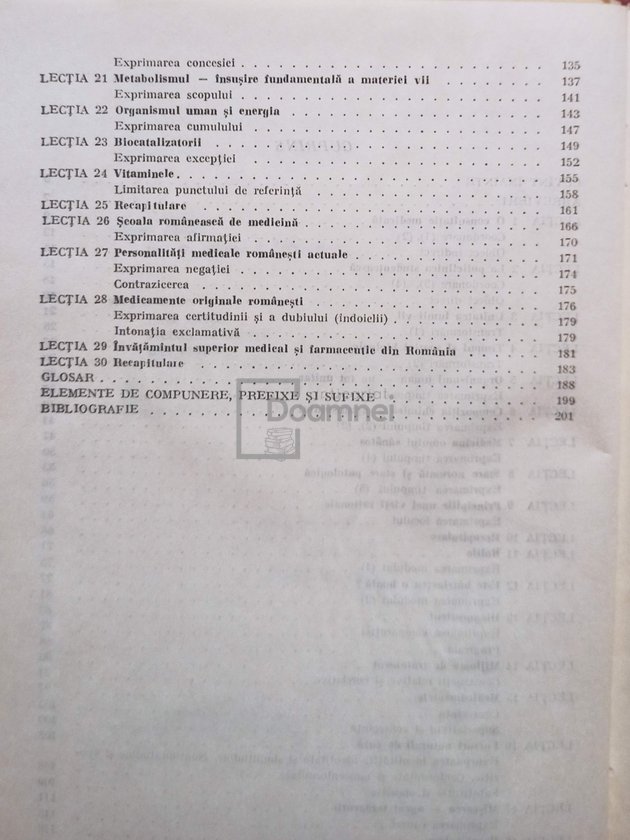 Exprimarea concesiei . . . . . . . . . . . . . . . . . . . . 135
LECȚIA 21 Metabolismul — însușire fundamentală a materiei vii . . . . . . . 137
Exprimarea scopului . . . . . . . . . . . . . . . . . . . . 141
LECȚIA 22 Organismul uman și energia . . . . . . . . . . . . . . . . . 143
Exprimarea cumulului . . . . . . . . . . . . . . . . . . . 147
LECȚIA 23 Biocatalizatorii . . . . . . . . . . . . . . . . . . . . . 149
Exprimarea excepției . . . . . . . . . . . . . . . . . . . . 152
LECȚIA 24 Vitaminele. . . . . . . . . . . . . . . . . . . . . . . . 155
Limitarea punctului de referință . . . . . . . . . . . . . . . 158
LECȚIA 25 Recapitulare . . . . . . . . . . . . . . . . . . . . . . 161
LECȚIA 26 Școala românească de medicină . . . . . . . . . . . . . . . 166
Exprimarea afirmației . . . . . . . . . . . . . . . . . . . 170
LECȚIA 27 Personalități medicale românești actuale . . . . . . . . . . . . 171
Exprimarea negației . . . . . . . . . . . . . . . . . . . . 174
Contrazicerea . . . . . . . . . . . . . . . . . . . . . . . 175
LECȚIA 28 Medicamente originale românești . . . . . . . . . . . . . . . 176
Exprimarea certitudinii și a dubiului (îndoielii) . . . . . . . . . 179
Intonația exclamativă . . . . . . . . . . . . . . . . . . . 179
LECȚIA 29 Învățămîntul superior medical și farmaceutic din România . . . . . 181
LECȚIA 30 Recapitulare . . . . . . . . . . . . . . . . . . . . . . 183
GLOSAR . . . . . . . . . . . . . . . . . . . . . . . . . . . . 188
ELEMENTE DE COMPUNERE, PREFIXE ȘI SUFIXE . . . . . . . . . . . 199
BIBLIOGRAFIE . . . . . . . . . . . . . . . . . . . . . . . . . 201
Doamnei